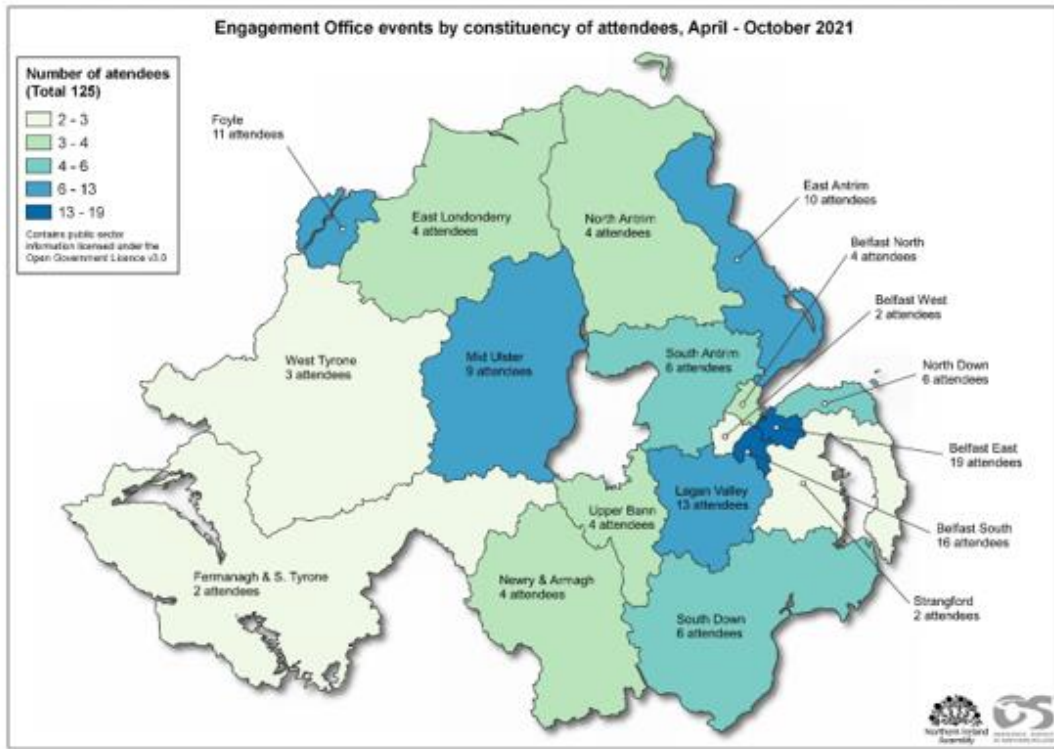 Engagement Office events by constituency of attendees, April - October 2021
Number of atendees
(Total 125)
2 - 3
3 - 4
4 - 6
6 - 13
13 - 19
Contains public sector
information licensed under the
Open Government Licence v3.0
Foyle
11 attendees
East Londonderry
4 attendees
North Antrim
4 attendees
East Antrim
10 attendees
Belfast North
4 attendees
Belfast West
2 attendees
West Tyrone
3 attendees
Mid Ulster
9 attendees
South Antrim
6 attendees
North Down
6 attendees
Belfast East
19 attendees
Lagan Valley
13 attendees
Upper Bann
4 attendees
Belfast South
16 attendees
Fermanagh & S. Tyrone
2 attendees
Newry & Armagh
4 attendees
South Down
6 attendees
Strangford
2 attendees
Northern Ireland
Assembly
OS